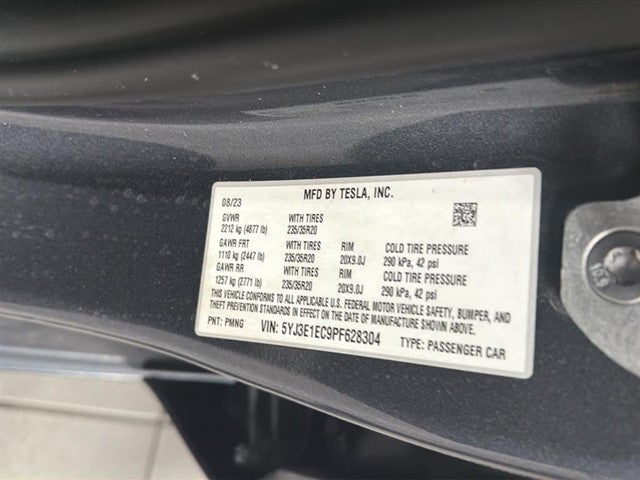 MFD BY TESLA, INC.
08/23
GVWR WITH TIRES
2212 kg (4877 lb) 235/35R20
GAWR FRT WITH TIRES RIM COLD TIRE PRESSURE
1110 kg (2447 lb) 235/35R20 20X9.0J 290 kPa, 42 psi
GAWR RR WITH TIRES RIM COLD TIRE PRESSURE
1257 kg (2771 lb) 235/35R20 20X9.0J 290 kPa, 42 psi
THIS VEHICLE CONFORMS TO ALL APPLICABLE U.S. FEDERAL MOTOR VEHICLE SAFETY, BUMPER, AND
THEFT PREVENTION STANDARDS IN EFFECT ON THE DATE OF MANUFACTURE SHOWN ABOVE.
PNT: PMNG VIN: 5YJ3E1EC9PF628304 TYPE: PASSENGER CAR